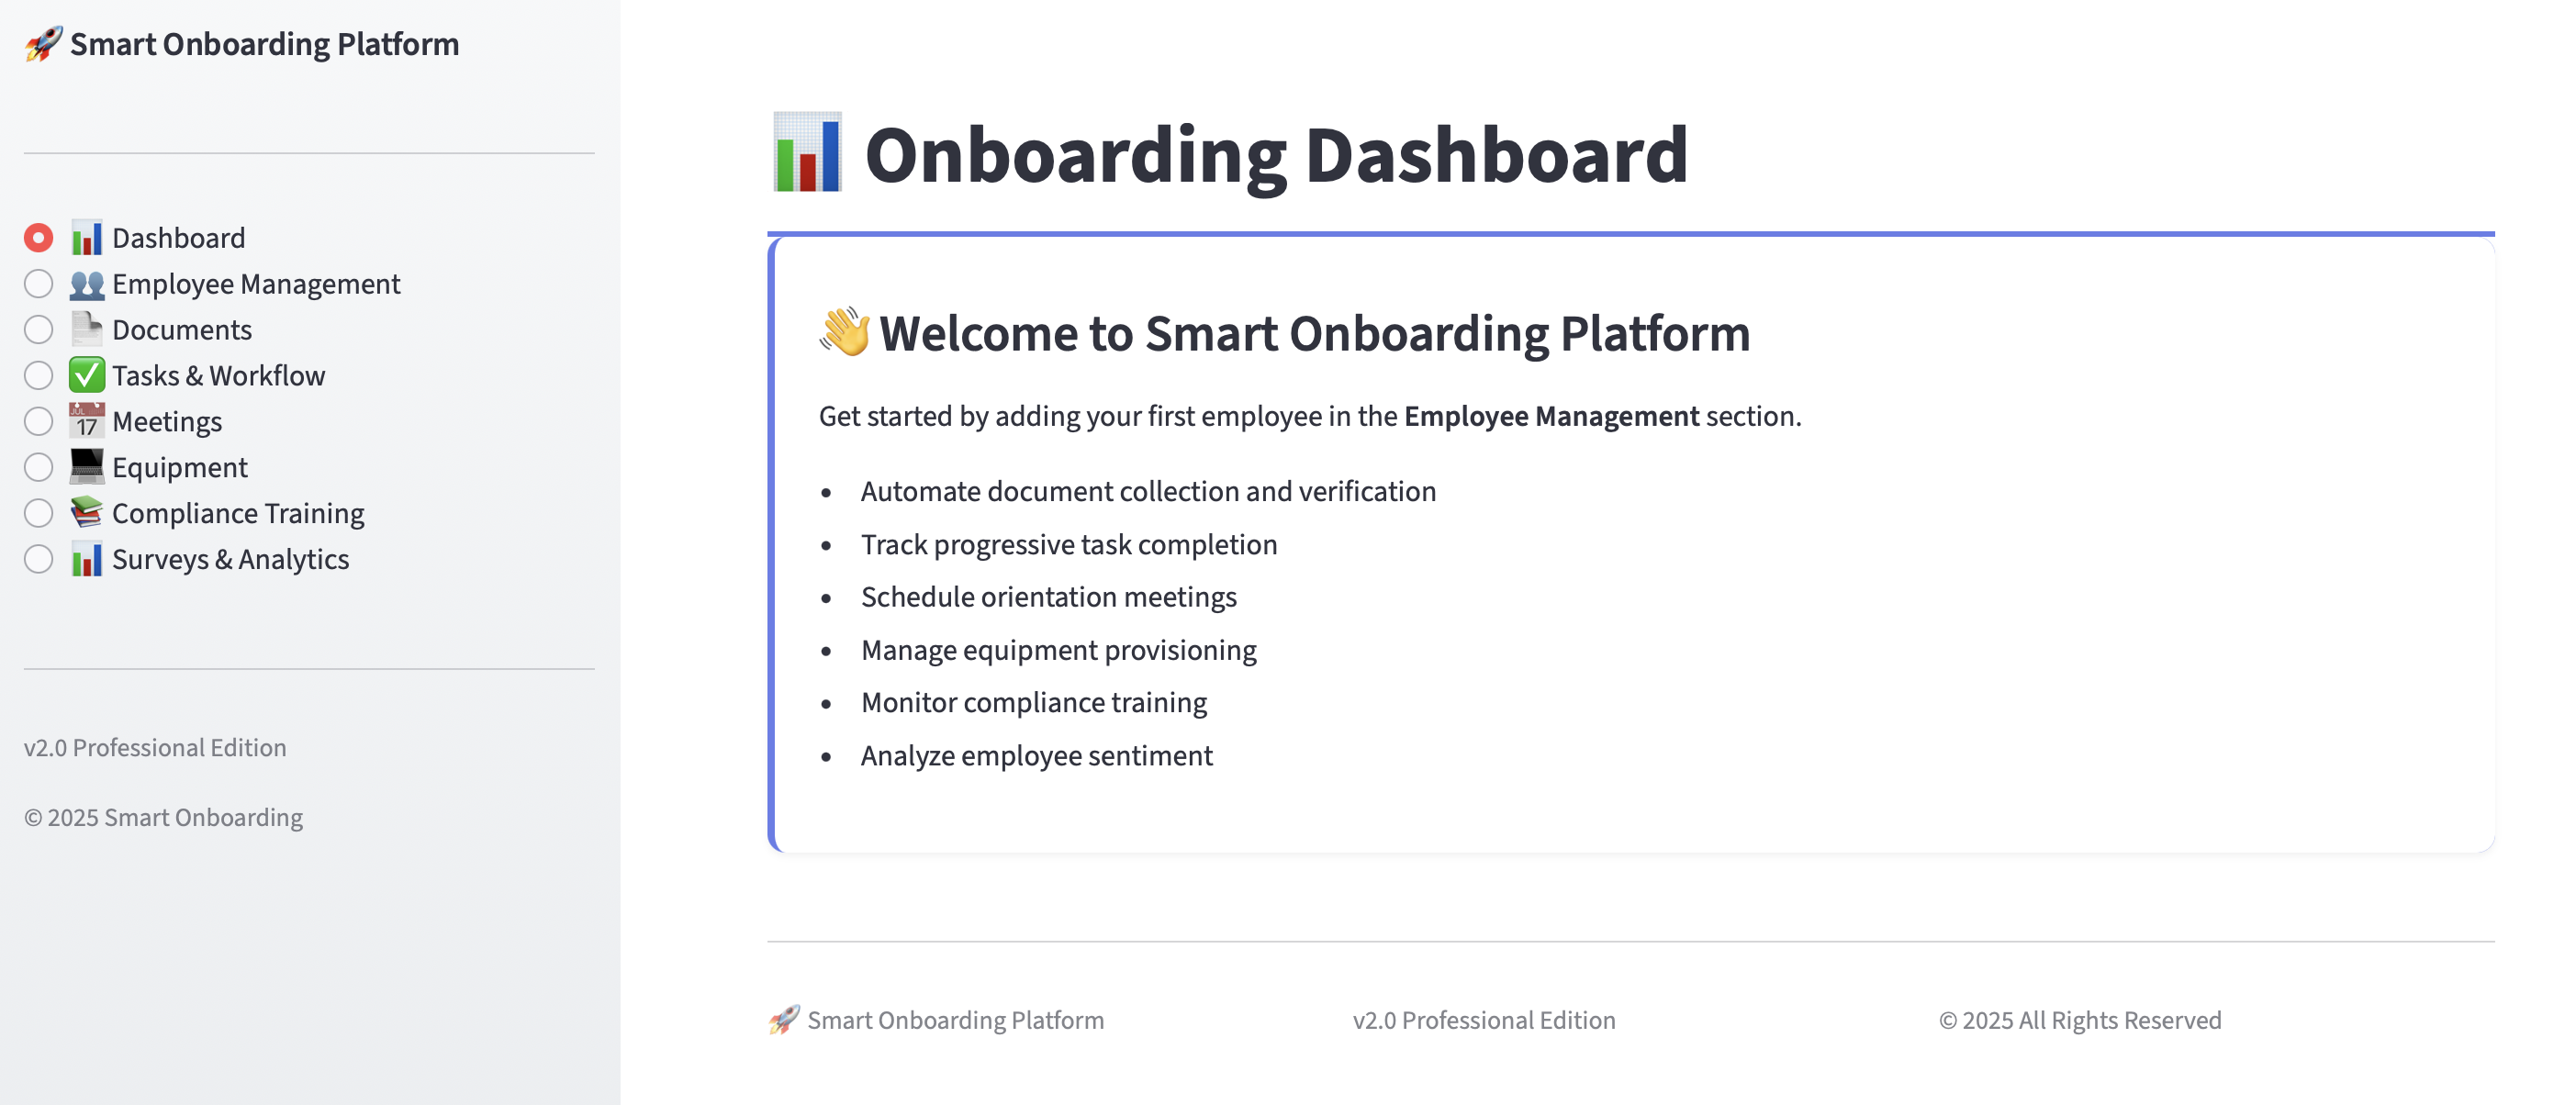 🚀 Smart Onboarding Platform
📊 Dashboard
👥 Employee Management
📄 Documents
✅ Tasks & Workflow
📅 Meetings
💻 Equipment
📚 Compliance Training
📊 Surveys & Analytics
v2.0 Professional Edition
© 2025 Smart Onboarding
📊 Onboarding Dashboard
👋 Welcome to Smart Onboarding Platform
Get started by adding your first employee in the Employee Management section.
• Automate document collection and verification
• Track progressive task completion
• Schedule orientation meetings
• Manage equipment provisioning
• Monitor compliance training
• Analyze employee sentiment
🚀 Smart Onboarding Platform
v2.0 Professional Edition
© 2025 All Rights Reserved